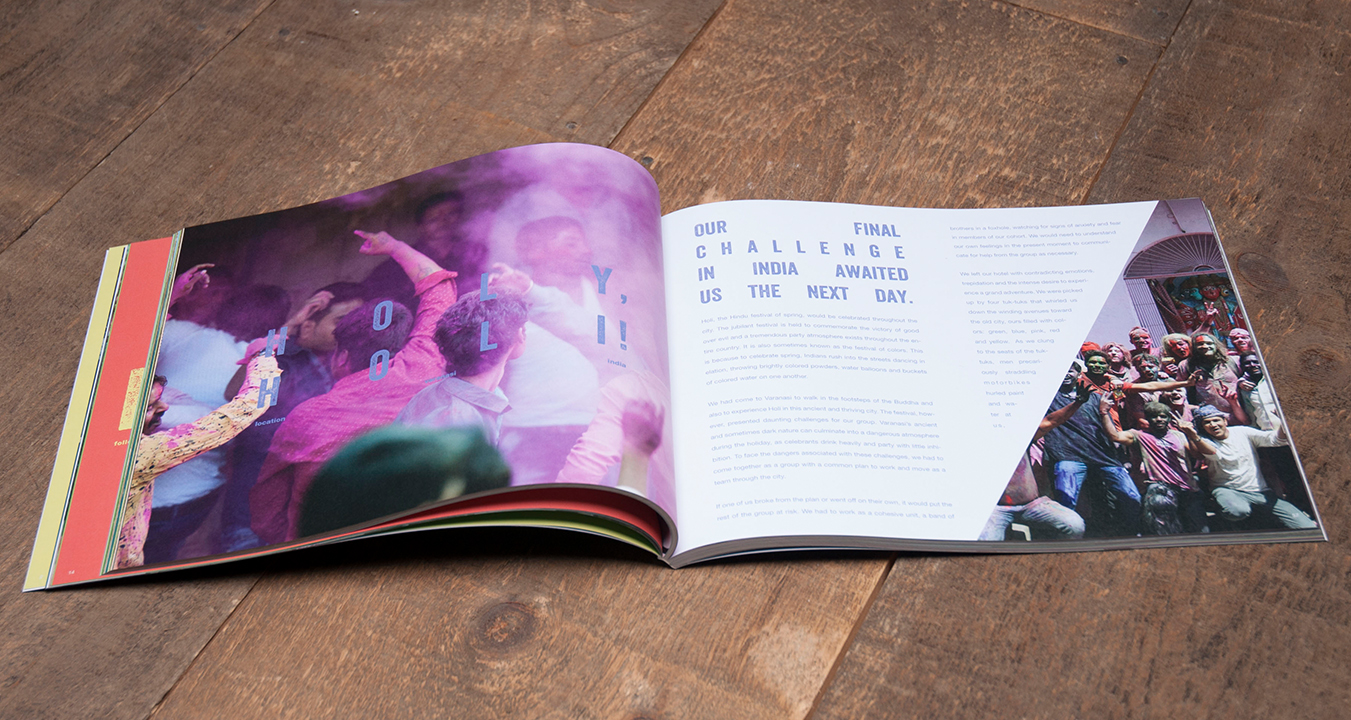 H O L Y,
H O L I!
location
india
OUR FINAL
CHALLENGE
IN INDIA AWAITED
US THE NEXT DAY.
Holi, the Hindu festival of spring, would be celebrated throughout the
city. The jubilant festival is held to commemorate the victory of good
over evil and a tremendous party atmosphere exists throughout the en-
tire country. It is also sometimes known as the festival of colors. This
is because to celebrate spring, Indians rush into the streets dancing in
elation, throwing brightly colored powders, water balloons and buckets
of colored water on one another.
We had come to Varanasi to walk in the footsteps of the Buddha and
also to experience Holi in this ancient and thriving city. The festival, how-
ever, presented daunting challenges for our group. Varanasi's ancient
and sometimes dark nature can culminate into a dangerous atmosphere
during the holiday, as celebrants drink heavily and party with little inhi-
bition. To face the dangers associated with these challenges, we had to
come together as a group with a common plan to work and move as a
team through the city.
If one of us broke from the plan or went off on their own, it would put the
rest of the group at risk. We had to work as a cohesive unit, a band of
brothers in a foxhole, watching for signs of anxiety and fear
in members of our cohort. We would need to understand
our own feelings in the present moment to communi-
cate for help from the group as necessary.
We left our hotel with contradicting emotions,
trepidation and the intense desire to experi-
ence a grand adventure. We were picked
up by four tuk-tuks that whisked us
down the winding avenues toward
the old city, ours filled with col-
ors; green, blue, pink, red
and yellow. As we clung
to the seats of the tuk-
tuks, men precari-
ously straddling
motorbikes
hurled paint
and wa-
ter at
us.